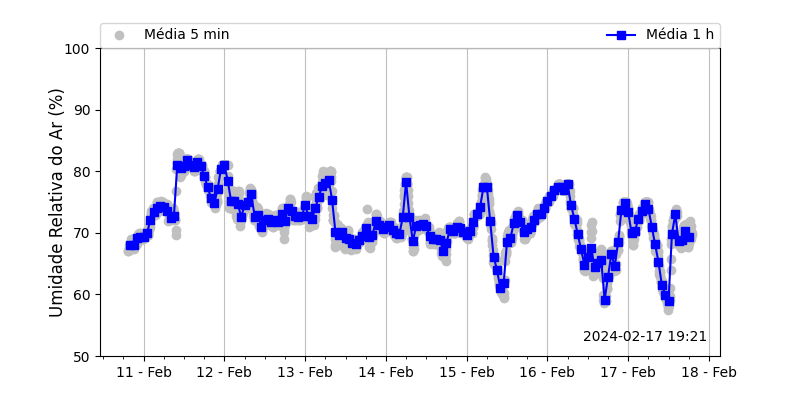 Média 5 min
Média 1 h
Umidade Relativa do Ar (%)
100
90
80
70
60
50
2024-02-17 19:21
11 - Feb
12 - Feb
13 - Feb
14 - Feb
15 - Feb
16 - Feb
17 - Feb
18 - Feb